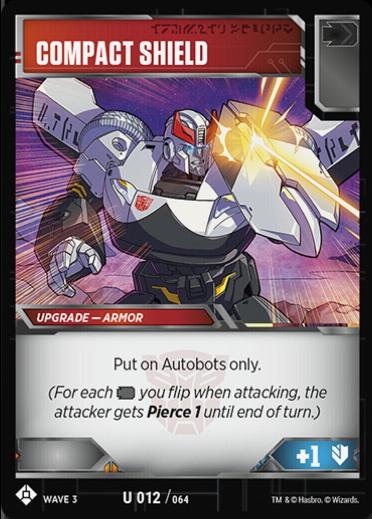 COMPACT SHIELD
UPGRADE — ARMOR
Put on Autobots only.
(For each you flip when attacking, the
attacker gets Pierce 1 until end of turn.)
+1
WAVE 3
U 012 / 064
TM & © Hasbro. © Wizards.